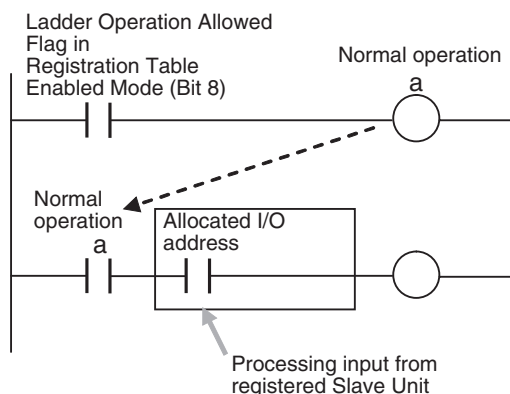 Ladder Operation Allowed
Flag in
Registration Table
Enabled Mode (Bit 8)
Normal operation
a
Normal
operation
a
Allocated I/O
address
Processing input from
registered Slave Unit